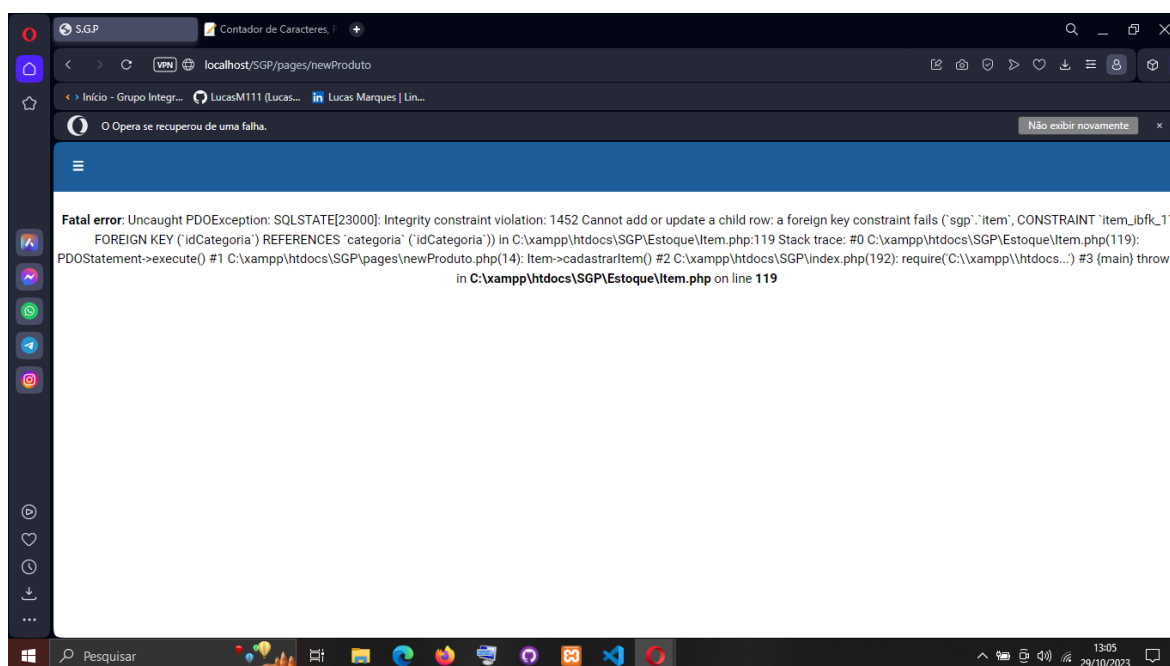 S.G.P
Contador de Caracteres, P
VPN
localhost/SGP/pages/newProduto
Início - Grupo Integr...
LucasM111 (Lucas...
Lucas Marques | Lin...
O Opera se recuperou de uma falha.
Não exibir novamente
Fatal error: Uncaught PDOException: SQLSTATE[23000]: Integrity constraint violation: 1452 Cannot add or update a child row: a foreign key constraint fails (`sgp`.`item`, CONSTRAINT `item_ibfk_1`
FOREIGN KEY (`idCategoria`) REFERENCES `categoria` (`idCategoria`)) in C:\xampp\htdocs\SGP\Estoque\Item.php:119 Stack trace: #0 C:\xampp\htdocs\SGP\Estoque\Item.php(119):
PDOStatement->execute() #1 C:\xampp\htdocs\SGP\pages\newProduto.php(14): Item->cadastrarItem() #2 C:\xampp\htdocs\SGP\index.php(192): require('C:\\xampp\\htdocs...') #3 {main} throw
in C:\xampp\htdocs\SGP\Estoque\Item.php on line 119
Pesquisar
13:05
29/10/2023